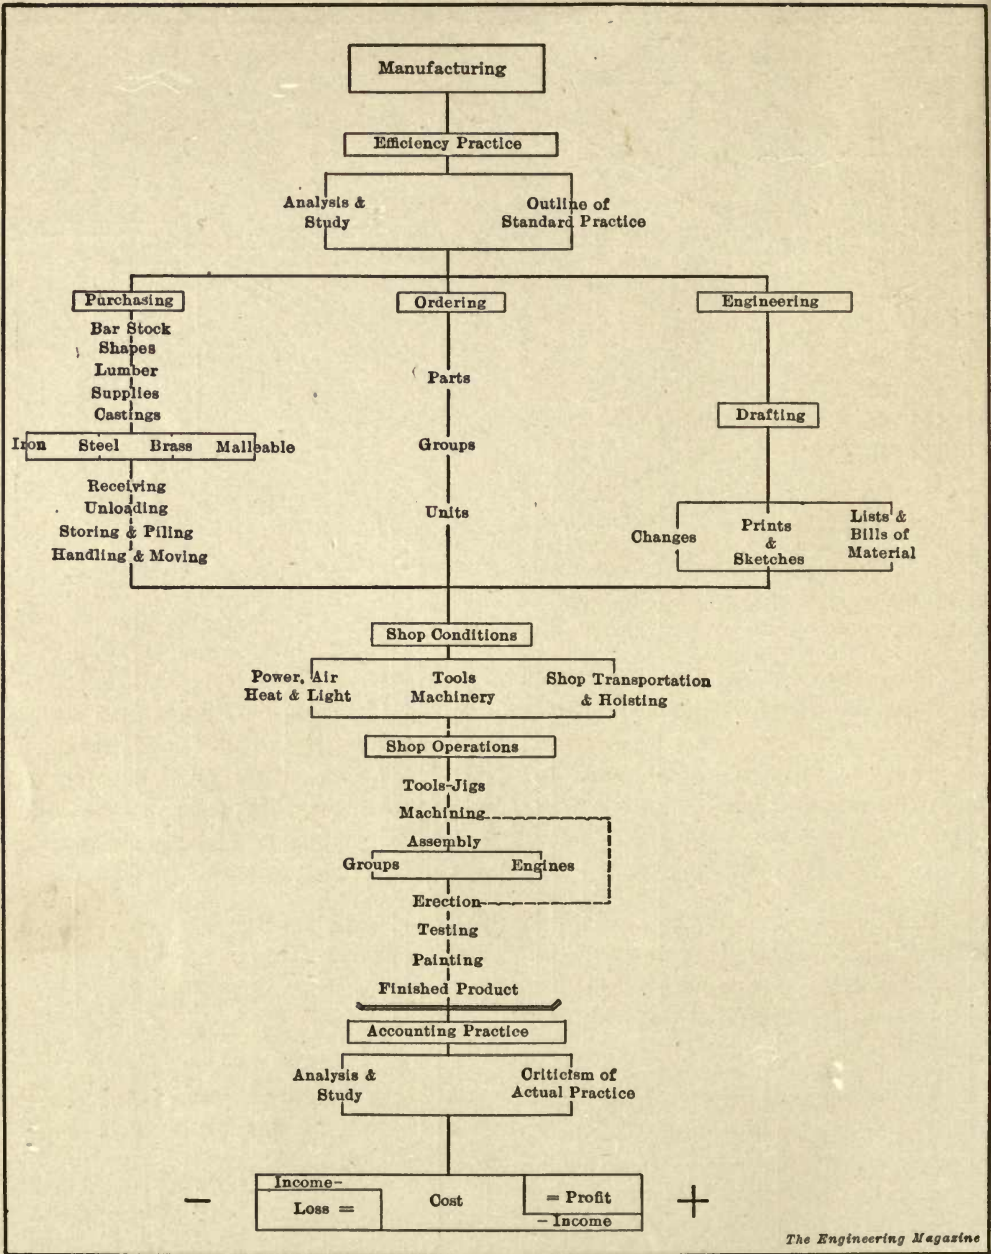 Manufacturing
Efficiency Practice
Analysis &
Study
Outline of
Standard Practice
Purchasing
Bar Stock
Shapes
Lumber
Supplies
Castings
Iron Steel Brass Malleable
Receiving
Unloading
Storing & Piling
Handling & Moving
Ordering
Parts
Groups
Units
Engineering
Drafting
Changes
Prints
&
Sketches
Lists &
Bills of
Material
Shop Conditions
Power, Air
Heat & Light
Tools
Machinery
Shop Transportation
& Hoisting
Shop Operations
Tools-Jigs
Machining
Assembly
Groups Engines
Erection
Testing
Painting
Finished Product
Accounting Practice
Analysis &
Study
Criticism of
Actual Practice
Income-
− Loss = Cost = Profit +
- Income
The Engineering Magazine